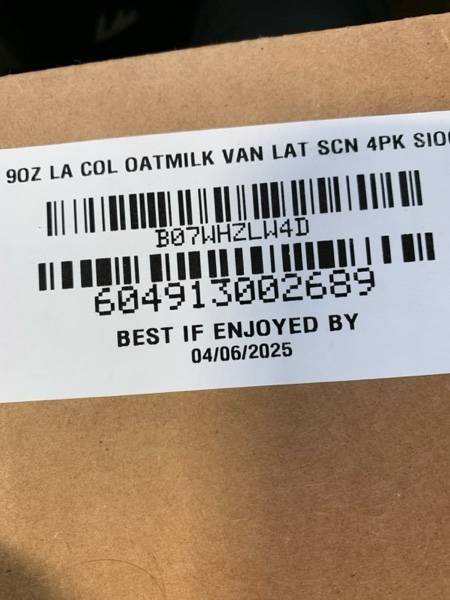 9OZ LA COL OATMILK VAN LAT SCN 4PK
B07WHZLW4D
604913002689
BEST IF ENJOYED BY
04/06/2025